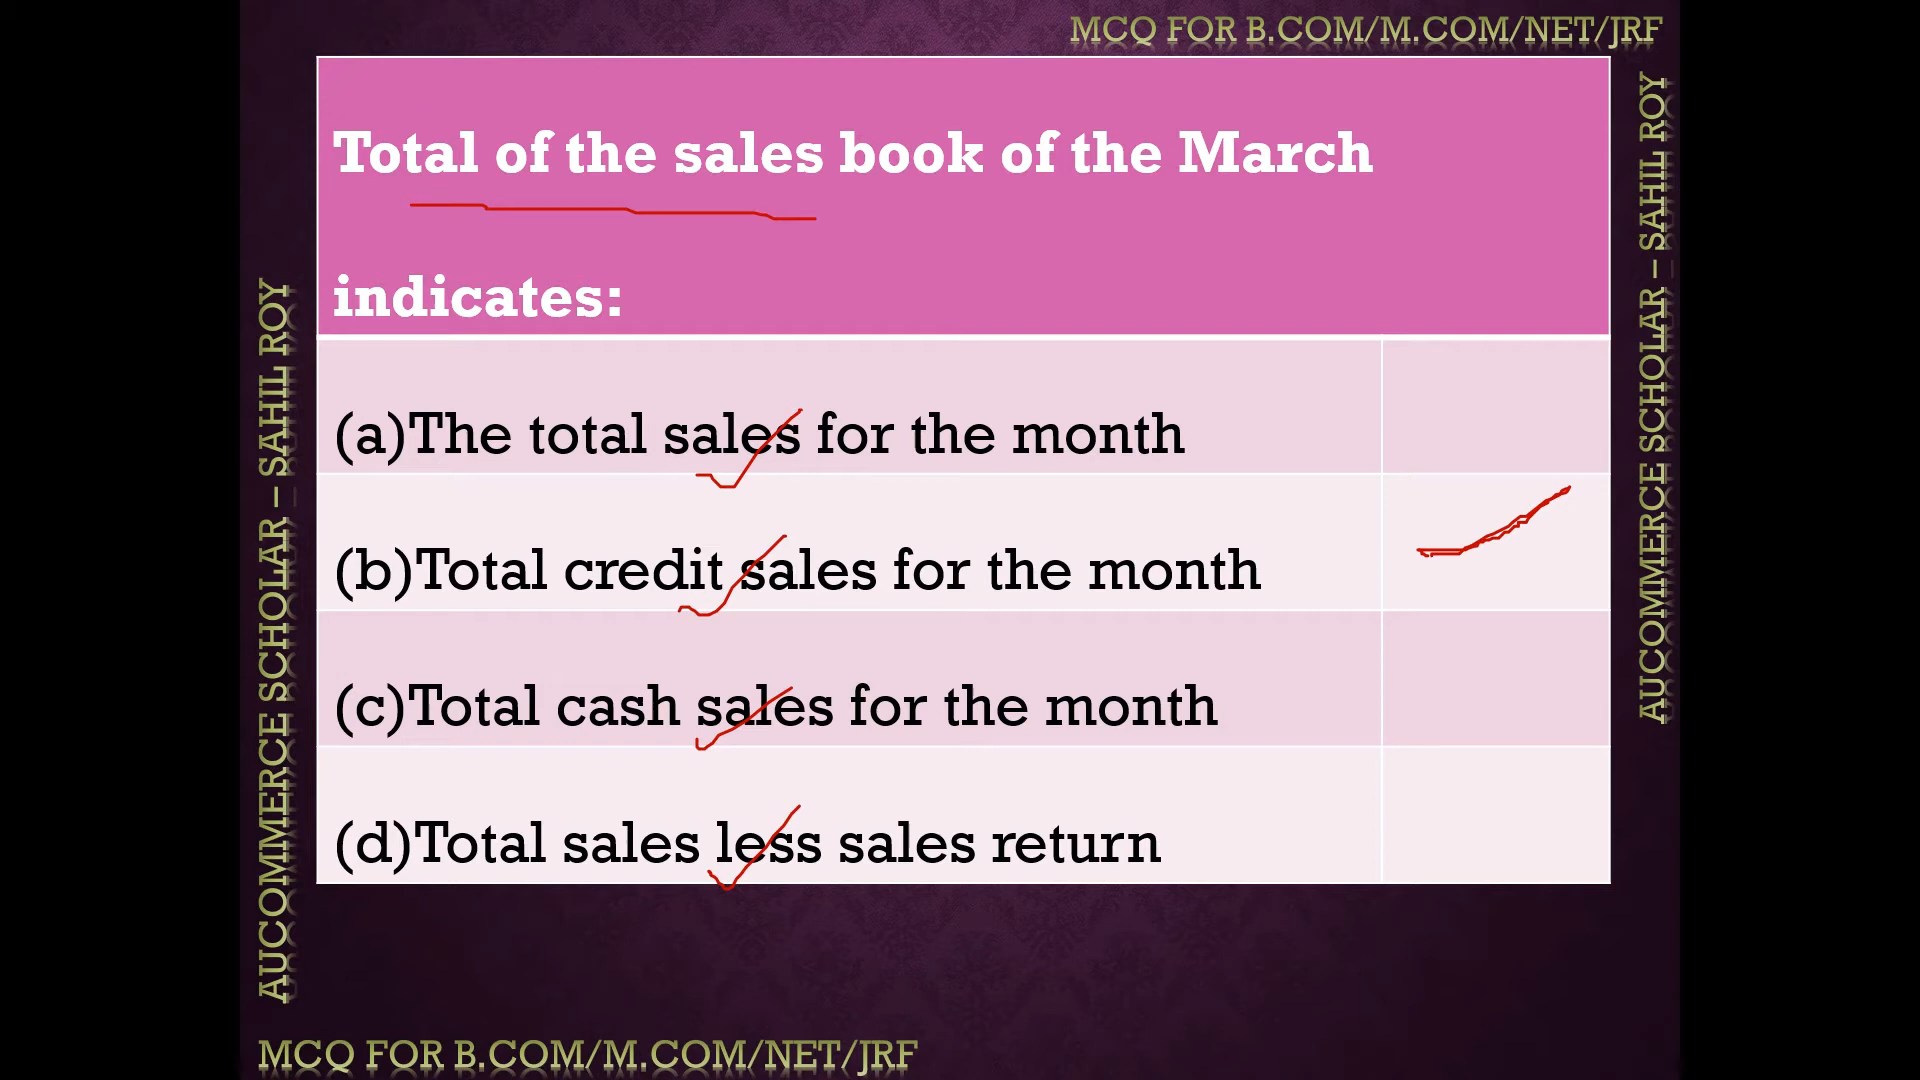 MCQ FOR B.COM/M.COM/NET/JRF
Total of the sales book of the March
indicates:
(a)The total sales for the month
(b)Total credit sales for the month
(c)Total cash sales for the month
(d)Total sales less sales return
AUCOMMERCE SCHOLAR – SAHIL ROY
AUCOMMERCE SCHOLAR – SAHIL ROY
MCQ FOR B.COM/M.COM/NET/JRF